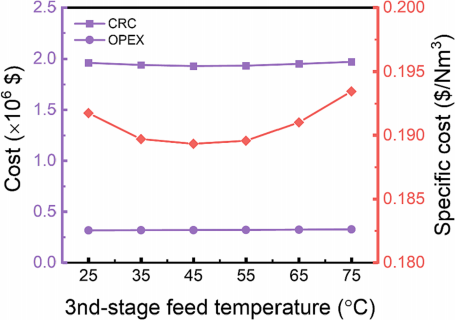 CRC
OPEX
2.5
2.0
1.5
1.0
0.5
0.0
Cost (×10⁶ $)
0.200
0.195
0.190
0.185
0.180
Specific cost ($/Nm³)
25 35 45 55 65 75
3nd-stage feed temperature (°C)